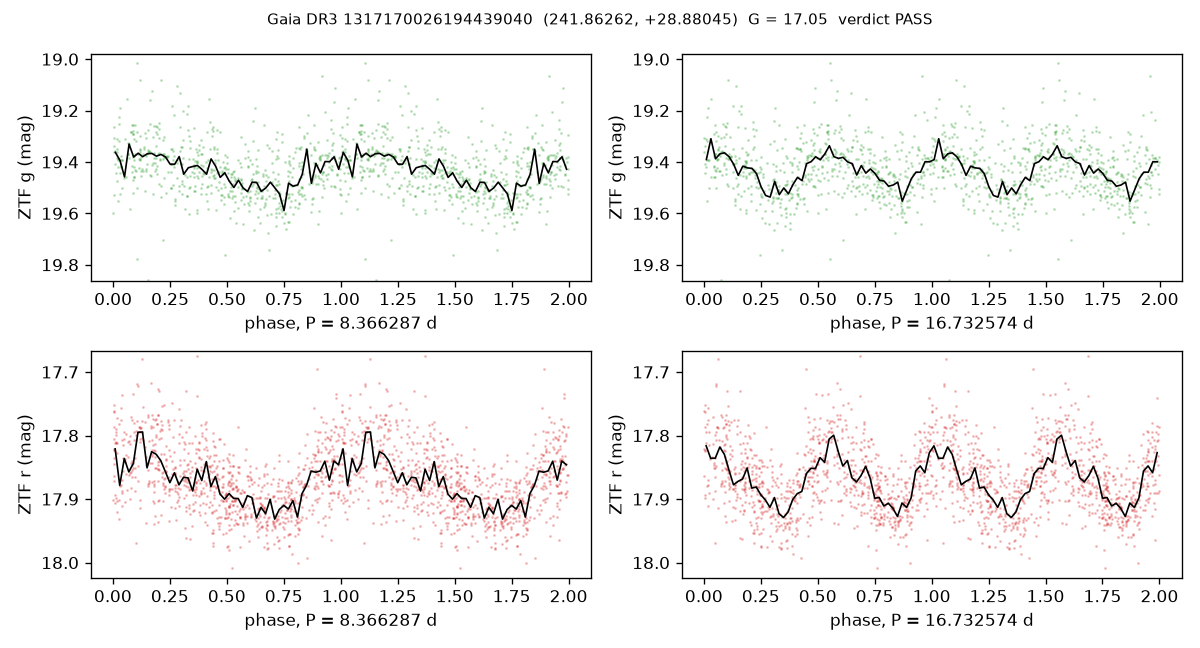 Gaia DR3 1317170026194439040  (241.86262, +28.88045)  G = 17.05  verdict PASS
ZTF g (mag)
19.0
19.2
19.4
19.6
19.8
0.00 0.25 0.50 0.75 1.00 1.25 1.50 1.75 2.00
phase, P = 8.366287 d
ZTF g (mag)
19.0
19.2
19.4
19.6
19.8
0.00 0.25 0.50 0.75 1.00 1.25 1.50 1.75 2.00
phase, P = 16.732574 d
ZTF r (mag)
17.7
17.8
17.9
18.0
0.00 0.25 0.50 0.75 1.00 1.25 1.50 1.75 2.00
phase, P = 8.366287 d
ZTF r (mag)
17.7
17.8
17.9
18.0
0.00 0.25 0.50 0.75 1.00 1.25 1.50 1.75 2.00
phase, P = 16.732574 d